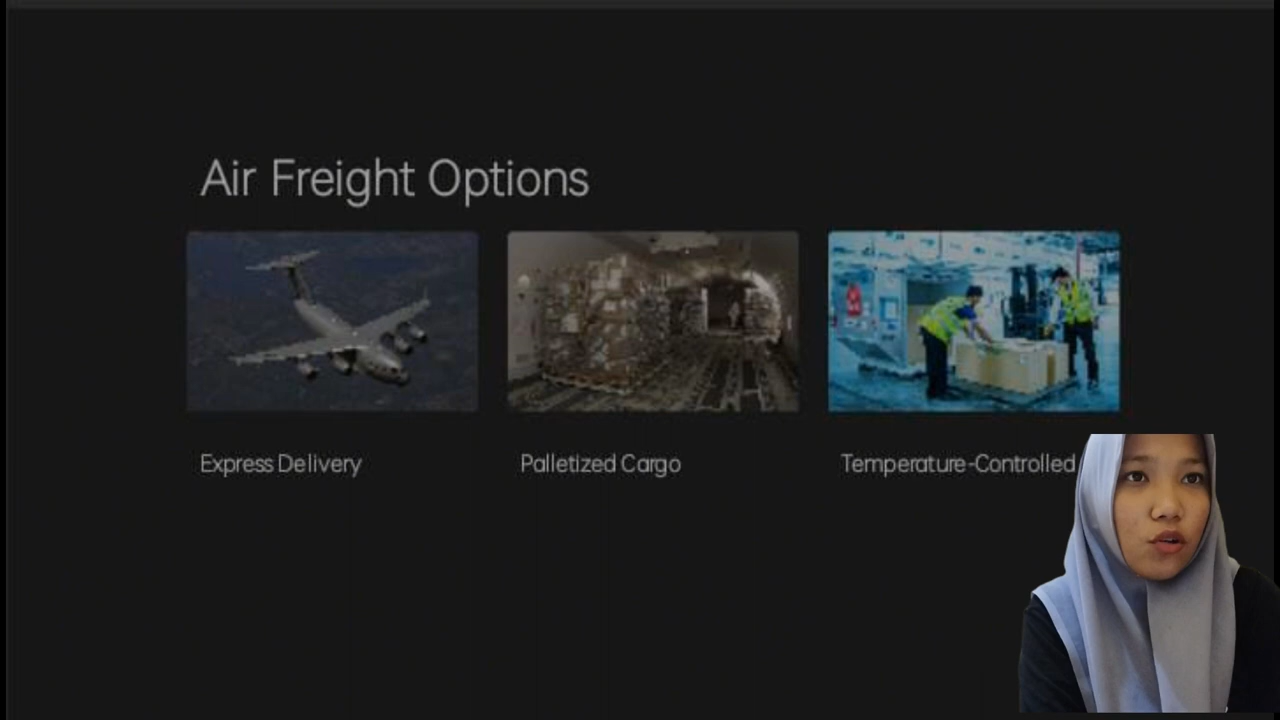 Air Freight Options
Express Delivery
Palletized Cargo
Temperature-Controlled